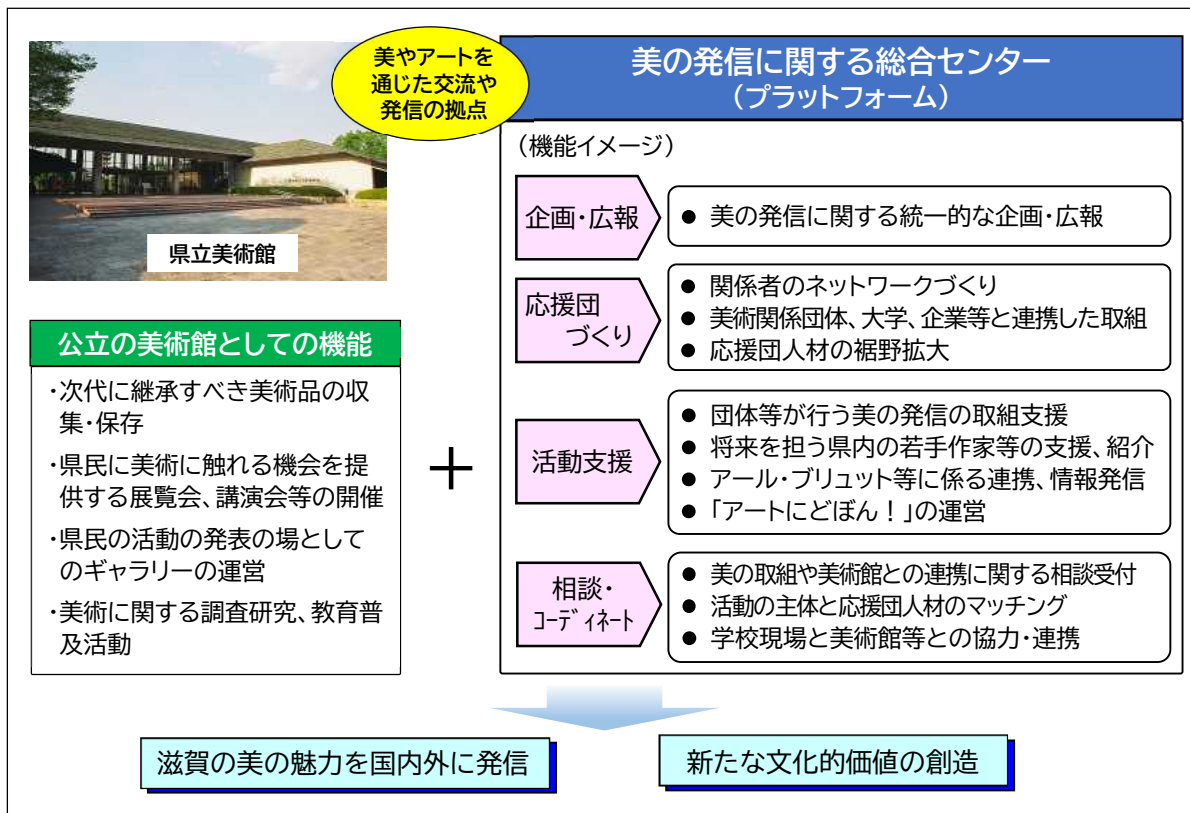 美やアートを
通じた交流や
発信の拠点
県立美術館
公立の美術館としての機能
・次代に継承すべき美術品の収
集・保存
・県民に美術に触れる機会を提
供する展覧会、講演会等の開催
・県民の活動の発表の場として
のギャラリーの運営
・美術に関する調査研究、教育普
及活動
＋
美の発信に関する総合センター
（プラットフォーム）
（機能イメージ）
企画・広報
● 美の発信に関する統一的な企画・広報
応援団
づくり
● 関係者のネットワークづくり
● 美術関係団体、大学、企業等と連携した取組
● 応援団人材の裾野拡大
活動支援
● 団体等が行う美の発信の取組支援
● 将来を担う県内の若手作家等の支援、紹介
● アール・ブリュット等に係る連携、情報発信
● 「アートにどぼん！」の運営
相談・
ｺｰﾃﾞｨﾈｰﾄ
● 美の取組や美術館との連携に関する相談受付
● 活動の主体と応援団人材のマッチング
● 学校現場と美術館等との協力・連携
滋賀の美の魅力を国内外に発信
新たな文化的価値の創造